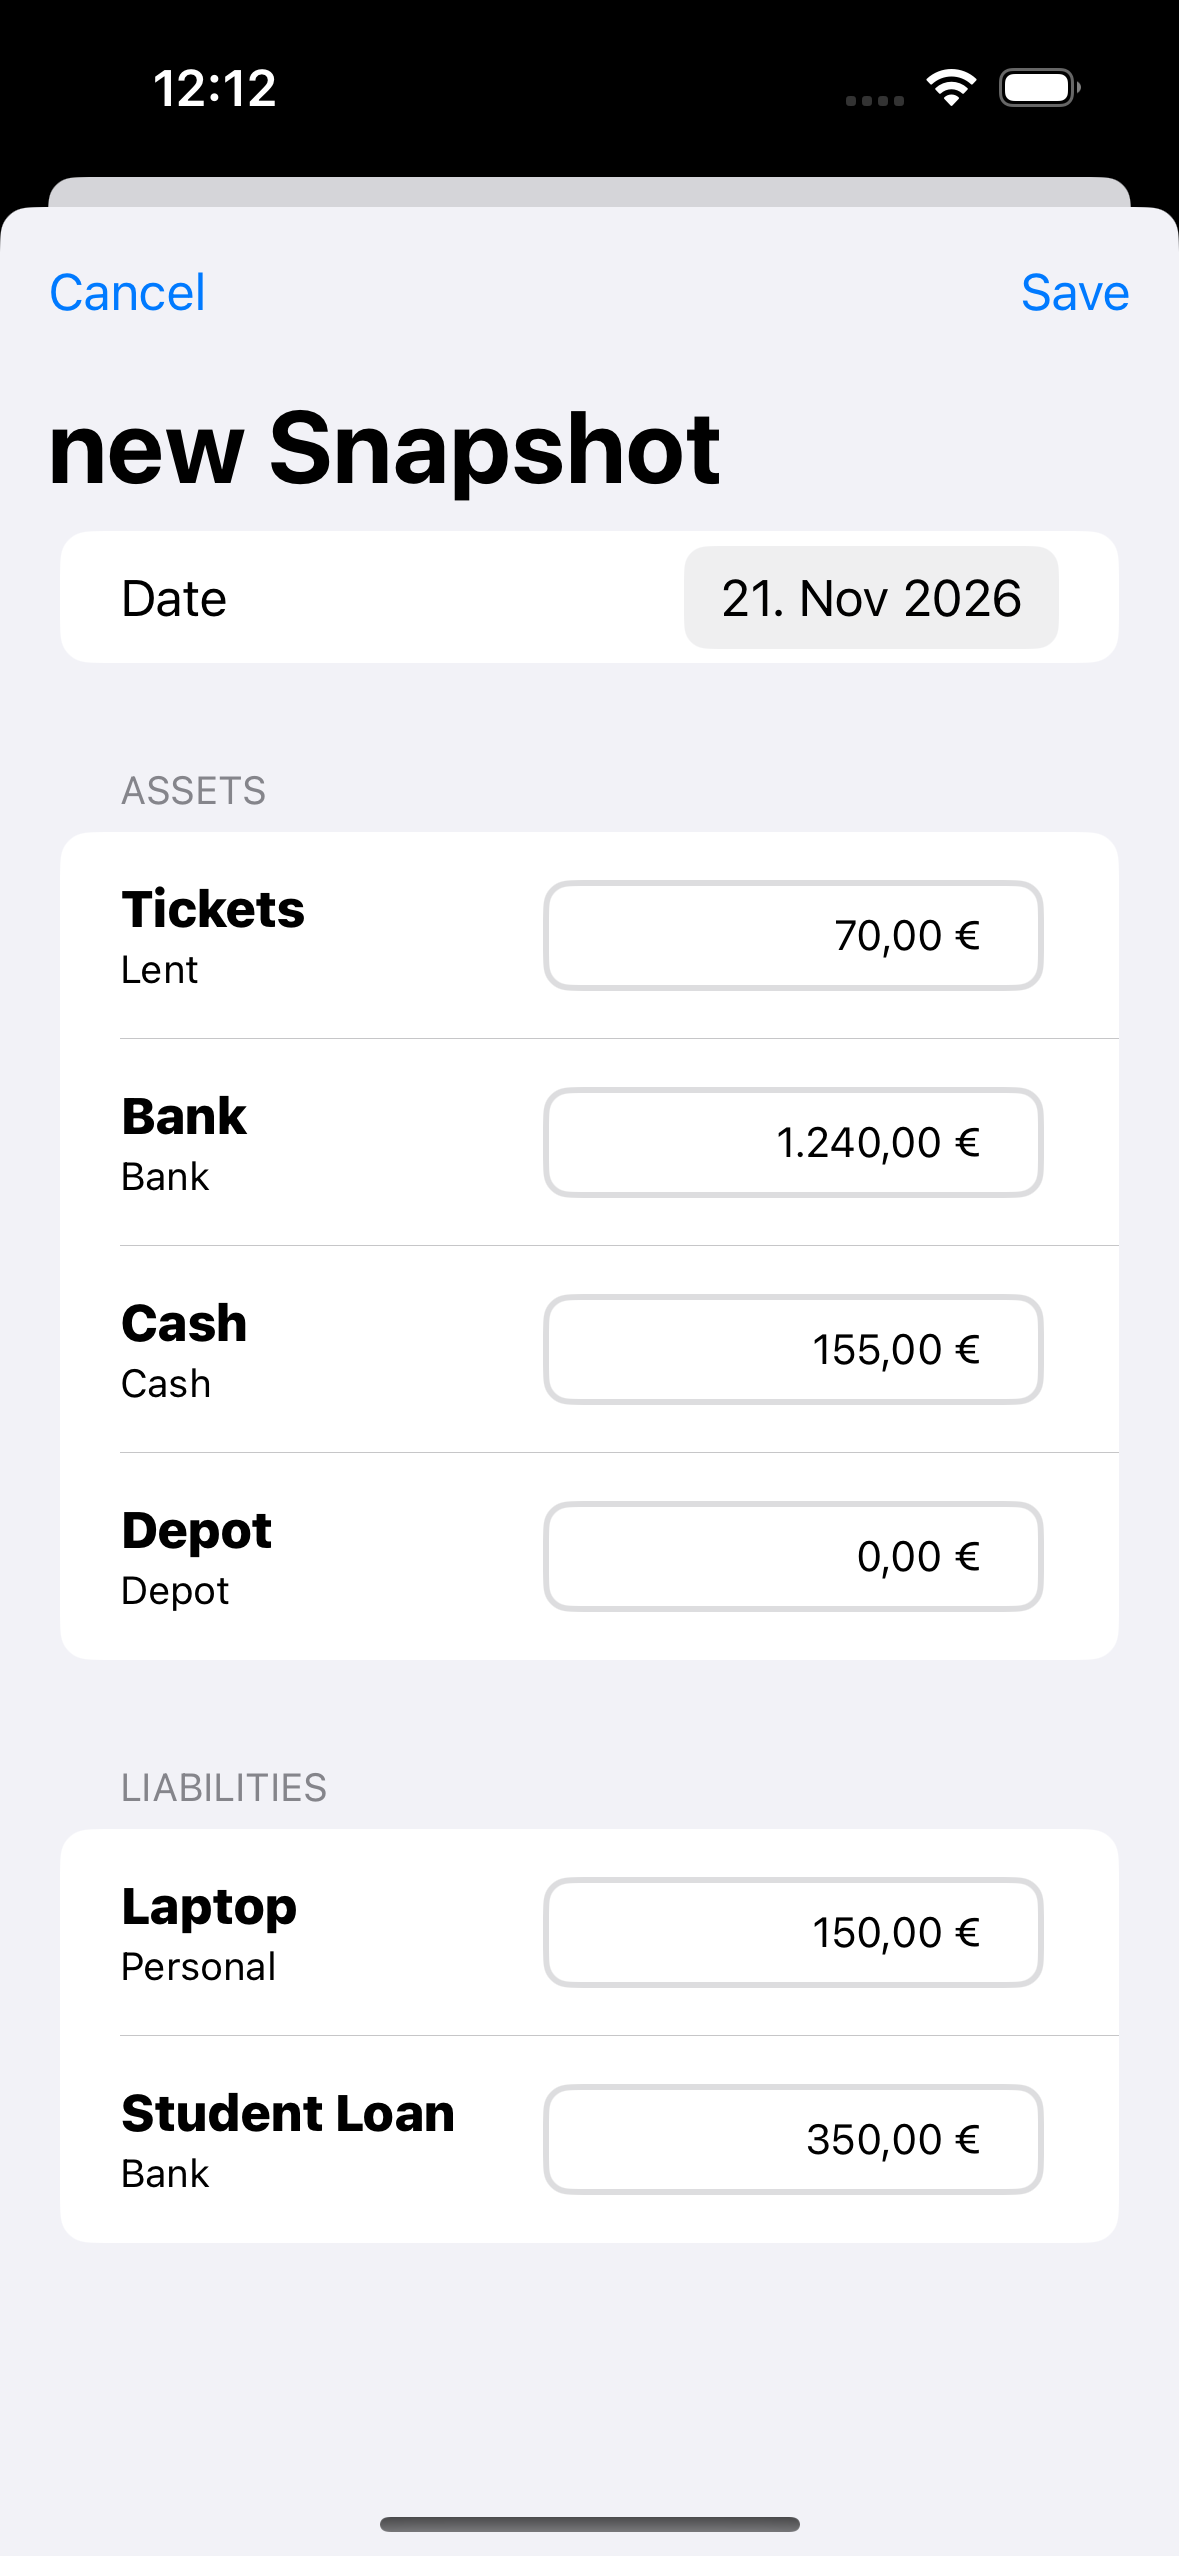 12:12
Cancel
Save
new Snapshot
Date
21. Nov 2026
ASSETS
Tickets
Lent
70,00 €
Bank
Bank
1.240,00 €
Cash
Cash
155,00 €
Depot
Depot
0,00 €
LIABILITIES
Laptop
Personal
150,00 €
Student Loan
Bank
350,00 €